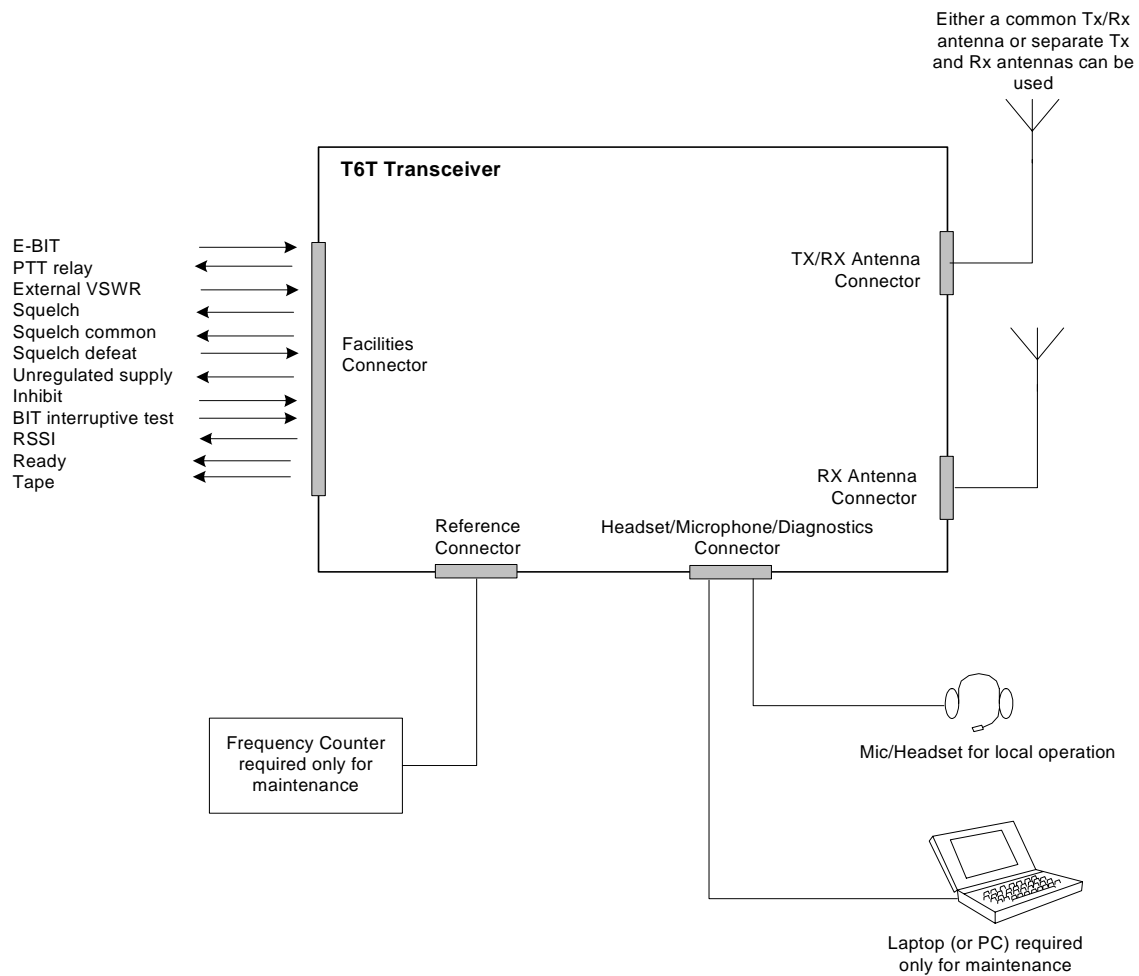 Either a common Tx/Rx
antenna or separate Tx
and Rx antennas can be
used
T6T Transceiver
E-BIT
PTT relay
External VSWR
Squelch
Squelch common
Squelch defeat
Unregulated supply
Inhibit
BIT interruptive test
RSSI
Ready
Tape
Facilities
Connector
TX/RX Antenna
Connector
RX Antenna
Connector
Reference
Connector
Headset/Microphone/Diagnostics
Connector
Frequency Counter
required only for
maintenance
Mic/Headset for local operation
Laptop (or PC) required
only for maintenance